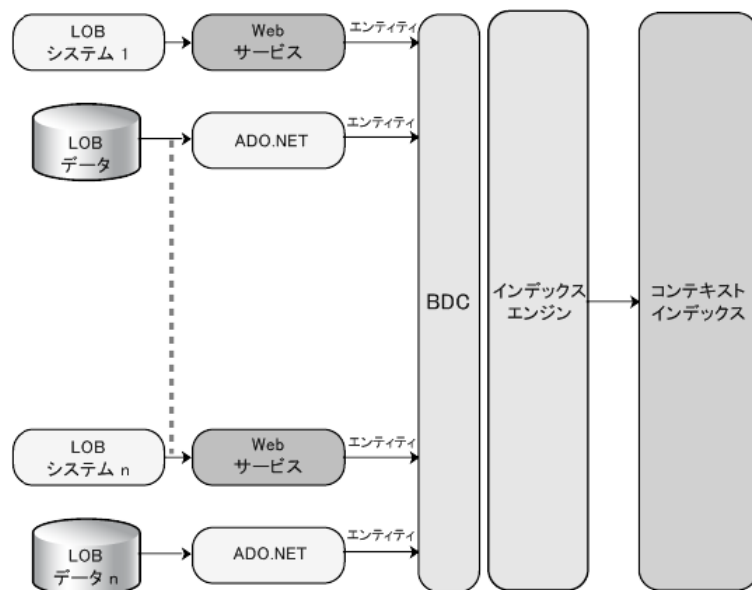 LOB
システム 1
Web
サービス
エンティティ
LOB
データ
ADO.NET
エンティティ
BDC
インデックス
エンジン
コンテキスト
インデックス
LOB
システム n
Web
サービス
エンティティ
LOB
データ n
ADO.NET
エンティティ